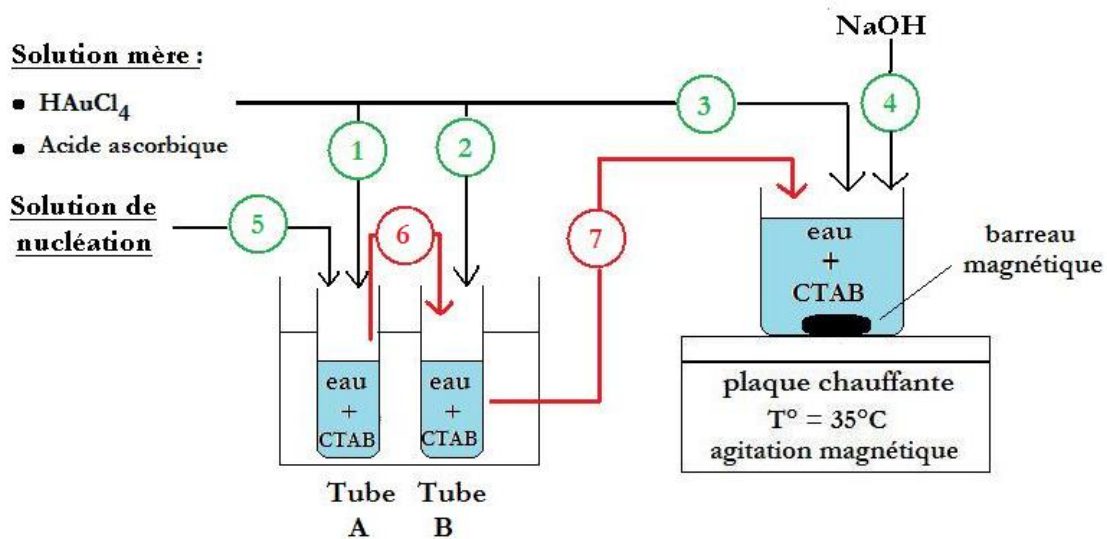 NaOH
Solution mère :
HAuCl4
Acide ascorbique
3
4
1
2
Solution de
nucléation
5
6
7
eau
+
CTAB
barreau
magnétique
eau
+
CTAB
eau
+
CTAB
plaque chauffante
T° = 35°C
agitation magnétique
Tube
A
Tube
B